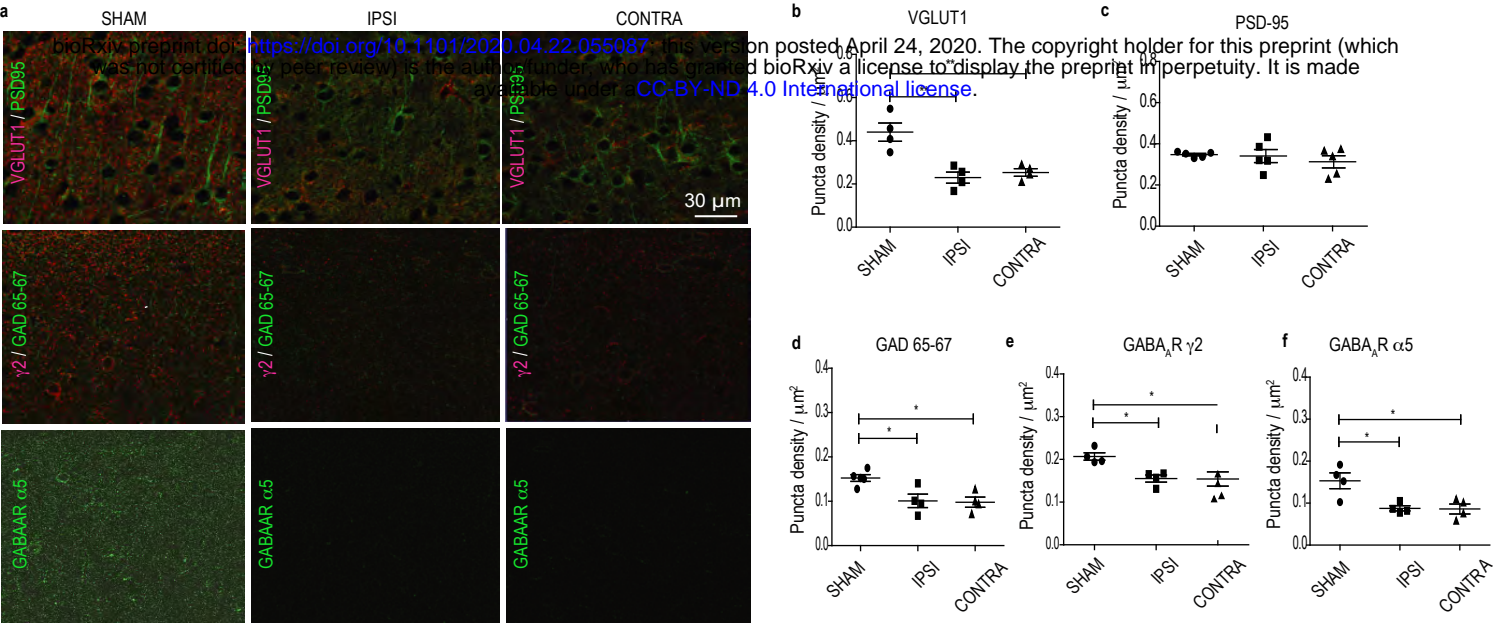 a
SHAM
IPSI
CONTRA
bioRxiv preprint doi: https://doi.org/10.1101/2020.04.22.055087; this version posted April 24, 2020. The copyright holder for this preprint (which
was not certified by peer review) is the author/funder, who has granted bioRxiv a license to display the preprint in perpetuity. It is made
available under aCC-BY-ND 4.0 International license.
VGLUT1 / PSD95
VGLUT1 / PSD95
VGLUT1 / PSD95
30 µm
γ2 / GAD 65-67
γ2 / GAD 65-67
γ2 / GAD 65-67
GABAAR α5
GABAAR α5
GABAAR α5
b
VGLUT1
Puncta density / µm²
0.8
0.6
0.4
0.2
0.0
**
**
SHAM
IPSI
CONTRA
c
PSD-95
Puncta density / µm²
0.8
0.6
0.4
0.2
0.0
SHAM
IPSI
CONTRA
d
GAD 65-67
Puncta density / µm²
0.4
0.3
0.2
0.1
0.0
*
*
SHAM
IPSI
CONTRA
e
GABA_AR γ2
Puncta density / µm²
0.4
0.3
0.2
0.1
0.0
*
*
SHAM
IPSI
CONTRA
f
GABA_AR α5
Puncta density / µm²
0.4
0.3
0.2
0.1
0.0
*
*
SHAM
IPSI
CONTRA